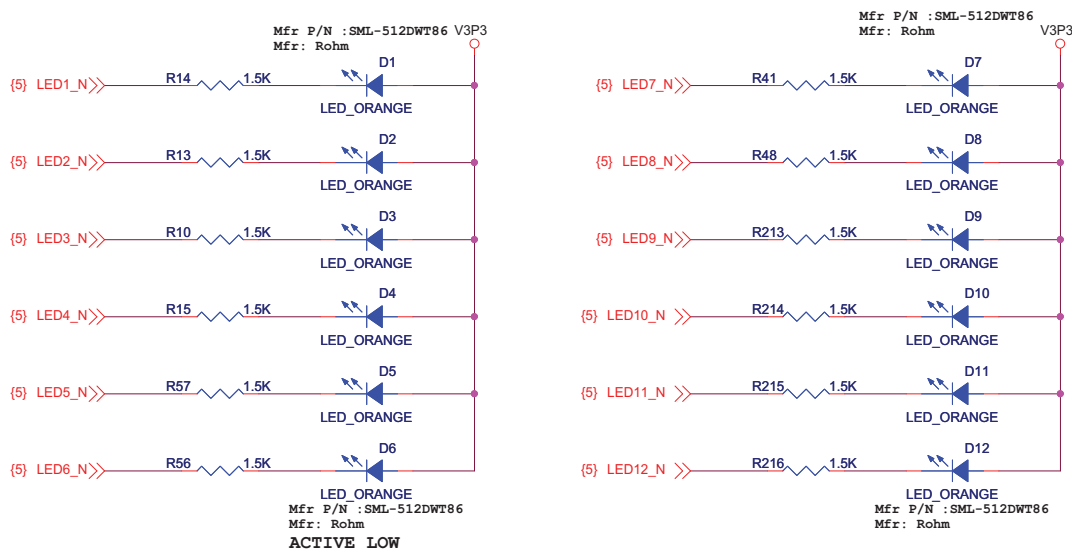 Mfr P/N :SML-512DWT86 V3P3
Mfr: Rohm
D1
{5} LED1_N R14 1.5K
LED_ORANGE
D2
{5} LED2_N R13 1.5K
LED_ORANGE
D3
{5} LED3_N R10 1.5K
LED_ORANGE
D4
{5} LED4_N R15 1.5K
LED_ORANGE
D5
{5} LED5_N R57 1.5K
LED_ORANGE
D6
{5} LED6_N R56 1.5K
LED_ORANGE
Mfr P/N :SML-512DWT86
Mfr: Rohm
ACTIVE LOW
Mfr P/N :SML-512DWT86
Mfr: Rohm V3P3
D7
{5} LED7_N R41 1.5K
LED_ORANGE
D8
{5} LED8_N R48 1.5K
LED_ORANGE
D9
{5} LED9_N R213 1.5K
LED_ORANGE
D10
{5} LED10_N R214 1.5K
LED_ORANGE
D11
{5} LED11_N R215 1.5K
LED_ORANGE
D12
{5} LED12_N R216 1.5K
LED_ORANGE
Mfr P/N :SML-512DWT86
Mfr: Rohm